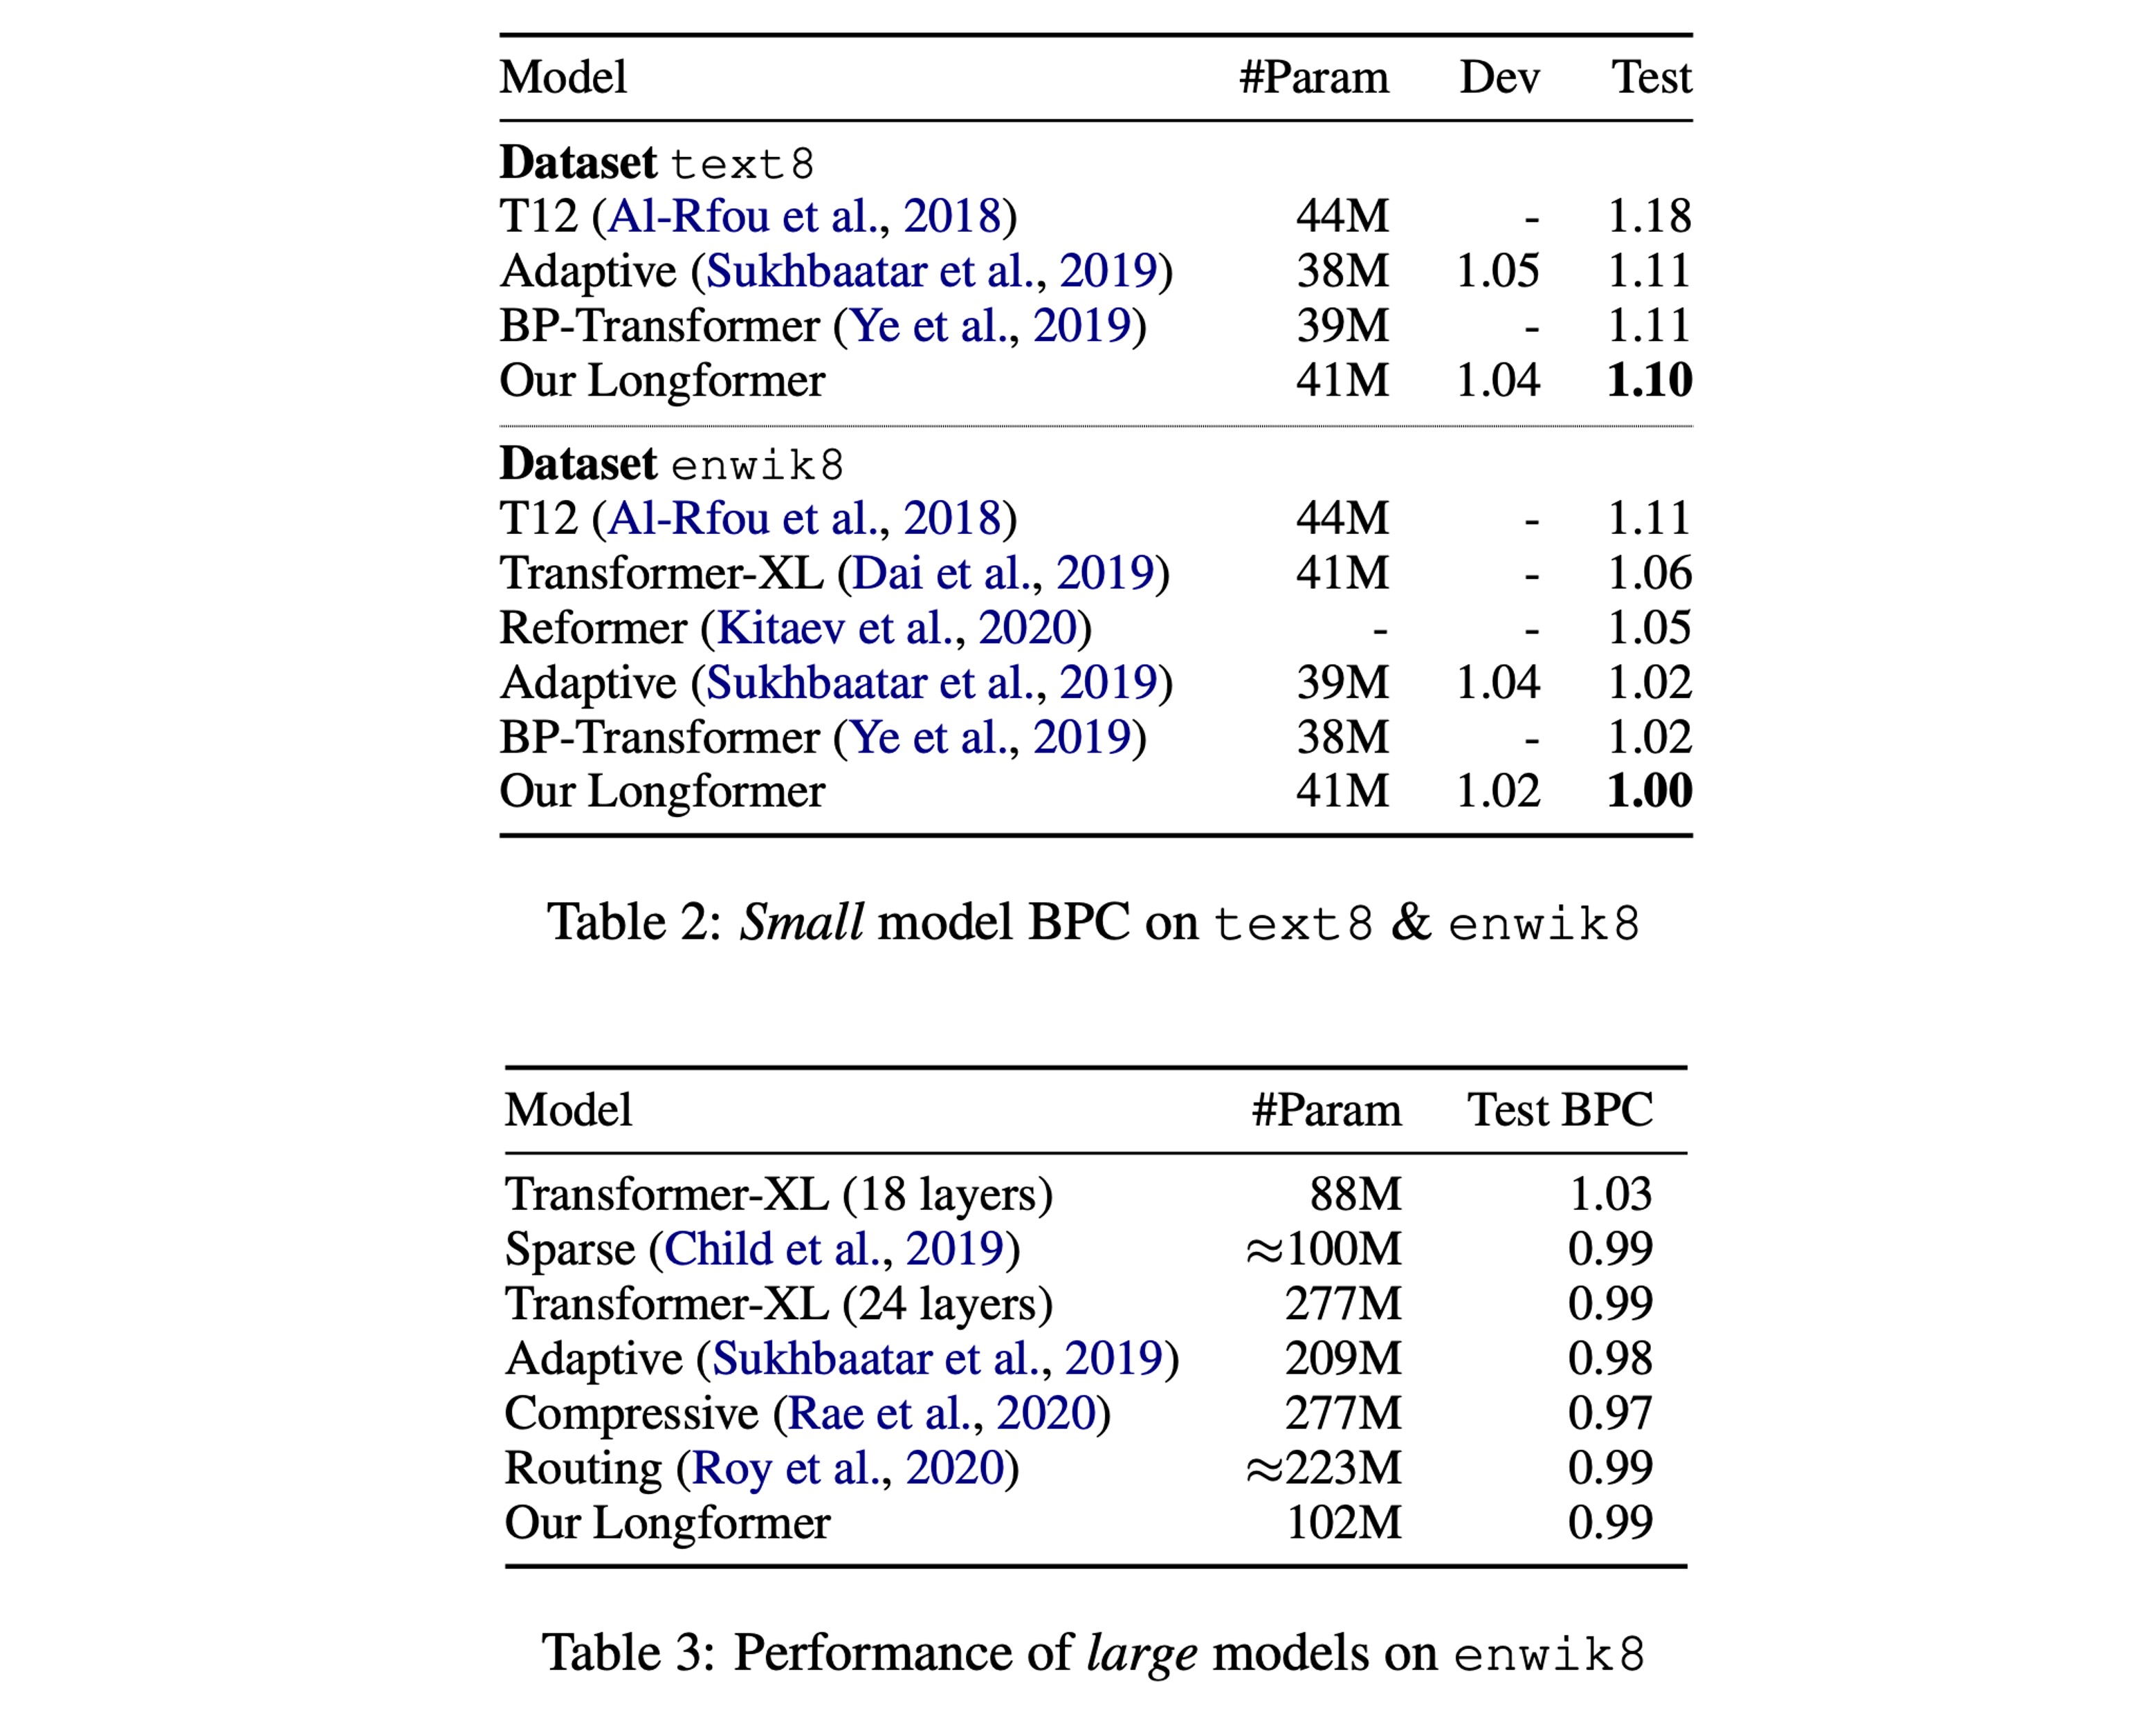 Model #Param Dev Test
Dataset text8
T12 (Al-Rfou et al., 2018) 44M - 1.18
Adaptive (Sukhbaatar et al., 2019) 38M 1.05 1.11
BP-Transformer (Ye et al., 2019) 39M - 1.11
Our Longformer 41M 1.04 1.10
Dataset enwik8
T12 (Al-Rfou et al., 2018) 44M - 1.11
Transformer-XL (Dai et al., 2019) 41M - 1.06
Reformer (Kitaev et al., 2020) - - 1.05
Adaptive (Sukhbaatar et al., 2019) 39M 1.04 1.02
BP-Transformer (Ye et al., 2019) 38M - 1.02
Our Longformer 41M 1.02 1.00
Table 2: Small model BPC on text8 & enwik8
Model #Param Test BPC
Transformer-XL (18 layers) 88M 1.03
Sparse (Child et al., 2019) ≈100M 0.99
Transformer-XL (24 layers) 277M 0.99
Adaptive (Sukhbaatar et al., 2019) 209M 0.98
Compressive (Rae et al., 2020) 277M 0.97
Routing (Roy et al., 2020) ≈223M 0.99
Our Longformer 102M 0.99
Table 3: Performance of large models on enwik8